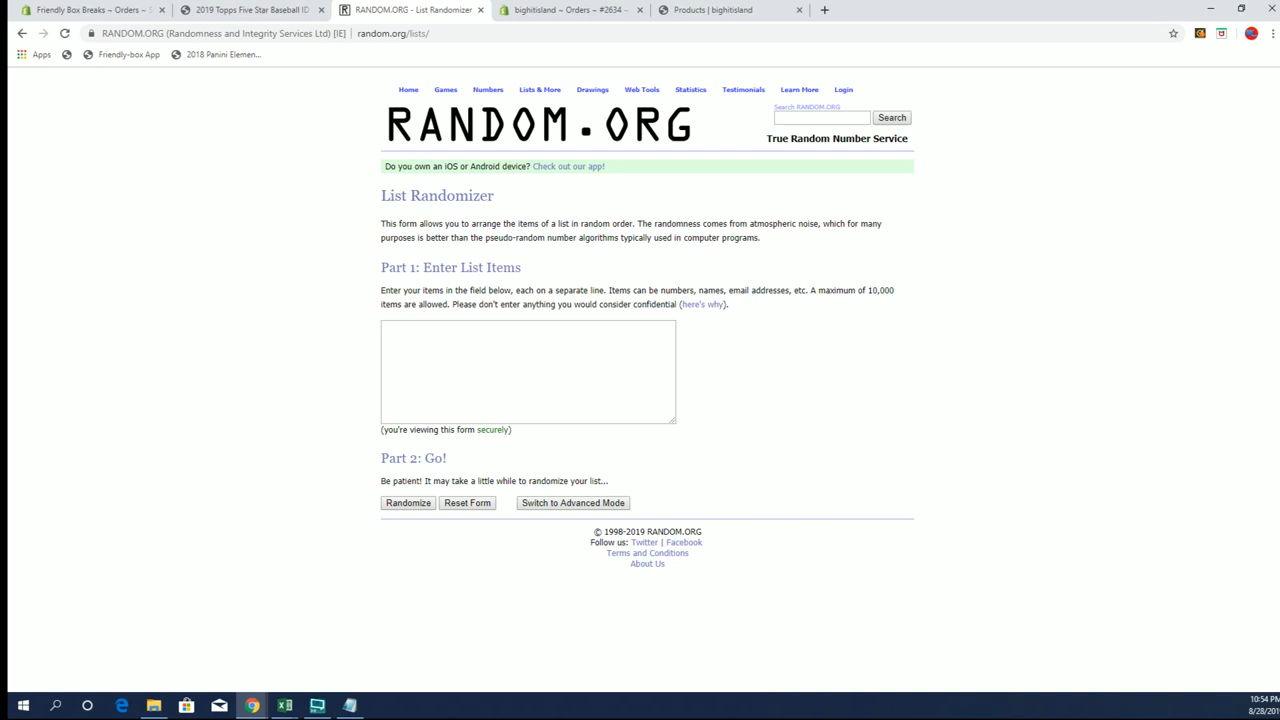 Friendly Box Breaks ~ Orders ~ S
2019 Topps Five Star Baseball ID
RANDOM.ORG - List Randomizer
bighitisland ~ Orders ~ #2634 ~
Products | bighitisland
RANDOM.ORG (Randomness and Integrity Services Ltd) [IE] | random.org/lists/
Apps
Friendly-box App
2018 Panini Elemen...
Home
Games
Numbers
Lists & More
Drawings
Web Tools
Statistics
Testimonials
Learn More
Login
RANDOM.ORG
Search RANDOM.ORG
Search
True Random Number Service
Do you own an iOS or Android device? Check out our app!
List Randomizer
This form allows you to arrange the items of a list in random order. The randomness comes from atmospheric noise, which for many
purposes is better than the pseudo-random number algorithms typically used in computer programs.
Part 1: Enter List Items
Enter your items in the field below, each on a separate line. Items can be numbers, names, email addresses, etc. A maximum of 10,000
items are allowed. Please don't enter anything you would consider confidential (here's why).
(you're viewing this form securely)
Part 2: Go!
Be patient! It may take a little while to randomize your list...
Randomize
Reset Form
Switch to Advanced Mode
© 1998-2019 RANDOM.ORG
Follow us: Twitter | Facebook
Terms and Conditions
About Us
10:54 PM
8/28/201